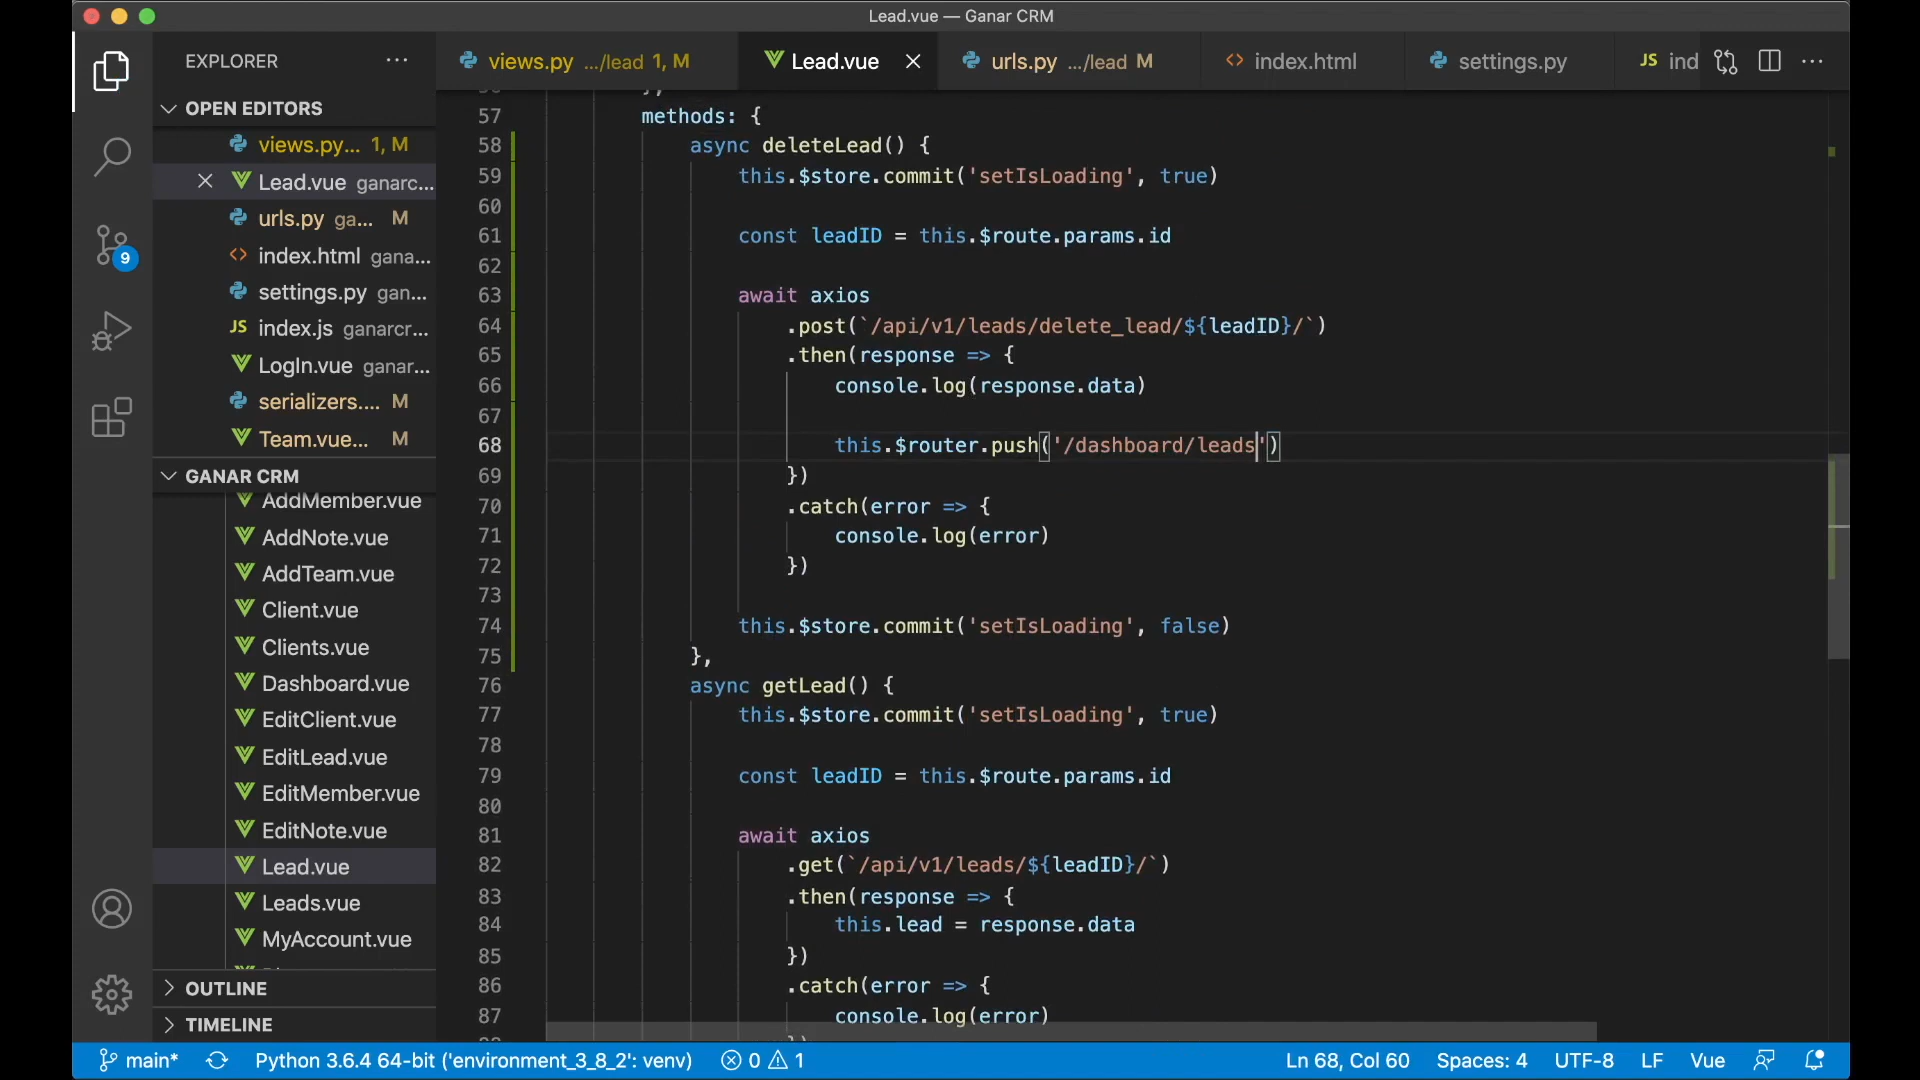 Lead.vue — Ganar CRM
EXPLORER
views.py .../lead 1, M
Lead.vue
urls.py .../lead M
index.html
settings.py
JS ind
OPEN EDITORS
views.py... 1, M
Lead.vue ganarc...
urls.py ga... M
index.html gana...
settings.py gan...
JS index.js ganarcr...
LogIn.vue ganar...
serializers.... M
Team.vue... M
GANAR CRM
AddMember.vue
AddNote.vue
AddTeam.vue
Client.vue
Clients.vue
Dashboard.vue
EditClient.vue
EditLead.vue
EditMember.vue
EditNote.vue
Lead.vue
Leads.vue
MyAccount.vue
OUTLINE
TIMELINE
9
57 methods: {
58 async deleteLead() {
59 this.$store.commit('setIsLoading', true)
60
61 const leadID = this.$route.params.id
62
63 await axios
64 .post(`/api/v1/leads/delete_lead/${leadID}/`)
65 .then(response => {
66 console.log(response.data)
67
68 this.$router.push('/dashboard/leads')
69 })
70 .catch(error => {
71 console.log(error)
72 })
73
74 this.$store.commit('setIsLoading', false)
75 },
76 async getLead() {
77 this.$store.commit('setIsLoading', true)
78
79 const leadID = this.$route.params.id
80
81 await axios
82 .get(`/api/v1/leads/${leadID}/`)
83 .then(response => {
84 this.lead = response.data
85 })
86 .catch(error => {
87 console.log(error)
main* Python 3.6.4 64-bit ('environment_3_8_2': venv) 0 1
Ln 68, Col 60 Spaces: 4 UTF-8 LF Vue